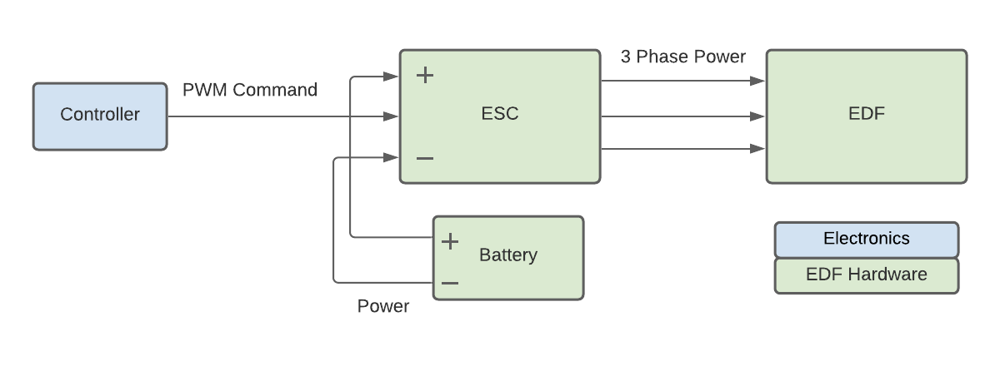 3 Phase Power
PWM Command
+
Controller
ESC
EDF
−
Electronics
+
Battery
EDF Hardware
−
Power